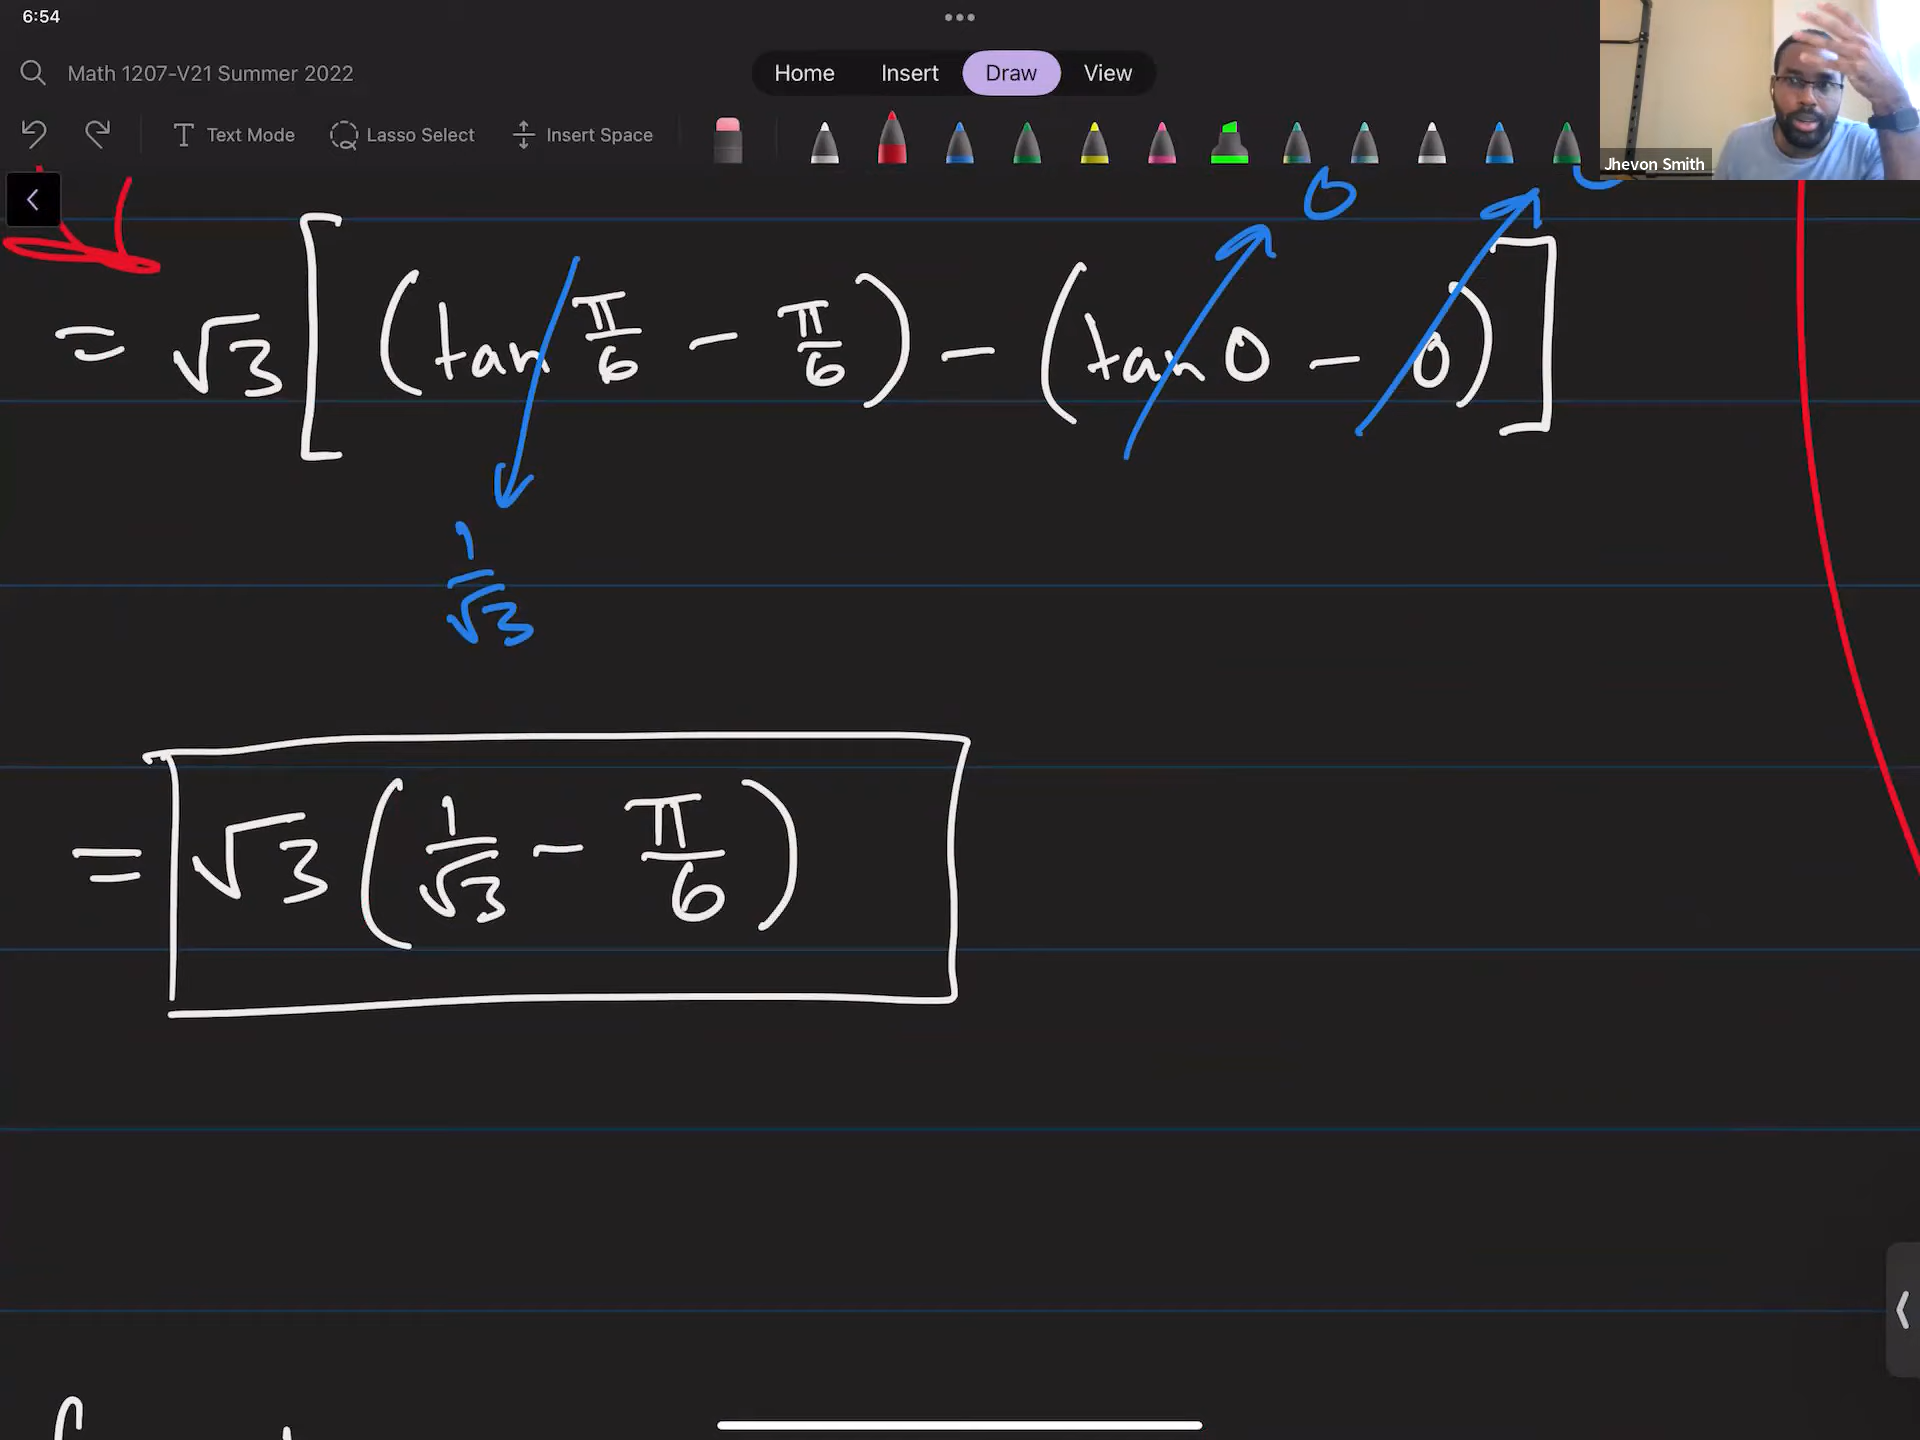 6:54
Math 1207-V21 Summer 2022
Home Insert Draw View
Text Mode Lasso Select Insert Space
Jhevon Smith
0
= √3 [ (tan π/6 − π/6) − (tan 0 − 0) ]
1/√3
= √3 (1/√3 − π/6)